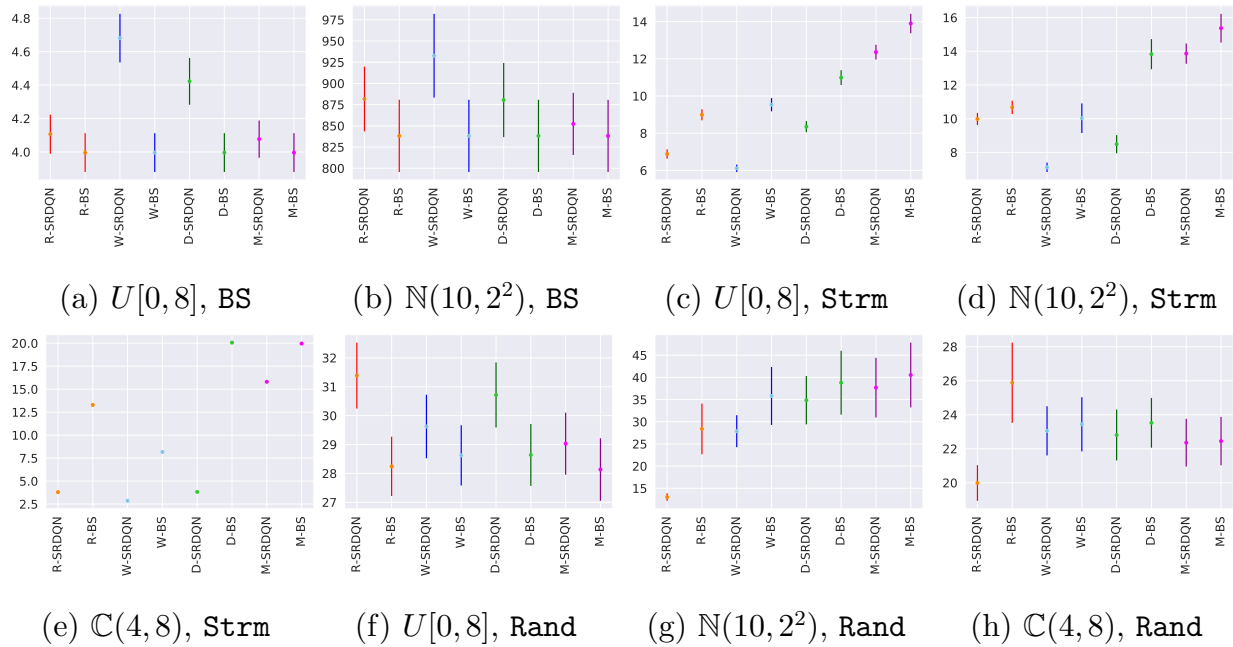 4.8
4.6
4.4
4.2
4.0
R-SRDQN
R-BS
W-SRDQN
W-BS
D-SRDQN
D-BS
M-SRDQN
M-BS
(a) U[0, 8], BS
975
950
925
900
875
850
825
800
R-SRDQN
R-BS
W-SRDQN
W-BS
D-SRDQN
D-BS
M-SRDQN
M-BS
(b) ℕ(10, 2²), BS
14
12
10
8
6
R-SRDQN
R-BS
W-SRDQN
W-BS
D-SRDQN
D-BS
M-SRDQN
M-BS
(c) U[0, 8], Strm
16
14
12
10
8
R-SRDQN
R-BS
W-SRDQN
W-BS
D-SRDQN
D-BS
M-SRDQN
M-BS
(d) ℕ(10, 2²), Strm
20.0
17.5
15.0
12.5
10.0
7.5
5.0
2.5
R-SRDQN
R-BS
W-SRDQN
W-BS
D-SRDQN
D-BS
M-SRDQN
M-BS
(e) ℂ(4, 8), Strm
32
31
30
29
28
27
R-SRDQN
R-BS
W-SRDQN
W-BS
D-SRDQN
D-BS
M-SRDQN
M-BS
(f) U[0, 8], Rand
45
40
35
30
25
20
15
R-SRDQN
R-BS
W-SRDQN
W-BS
D-SRDQN
D-BS
M-SRDQN
M-BS
(g) ℕ(10, 2²), Rand
28
26
24
22
20
R-SRDQN
R-BS
W-SRDQN
W-BS
D-SRDQN
D-BS
M-SRDQN
M-BS
(h) ℂ(4, 8), Rand